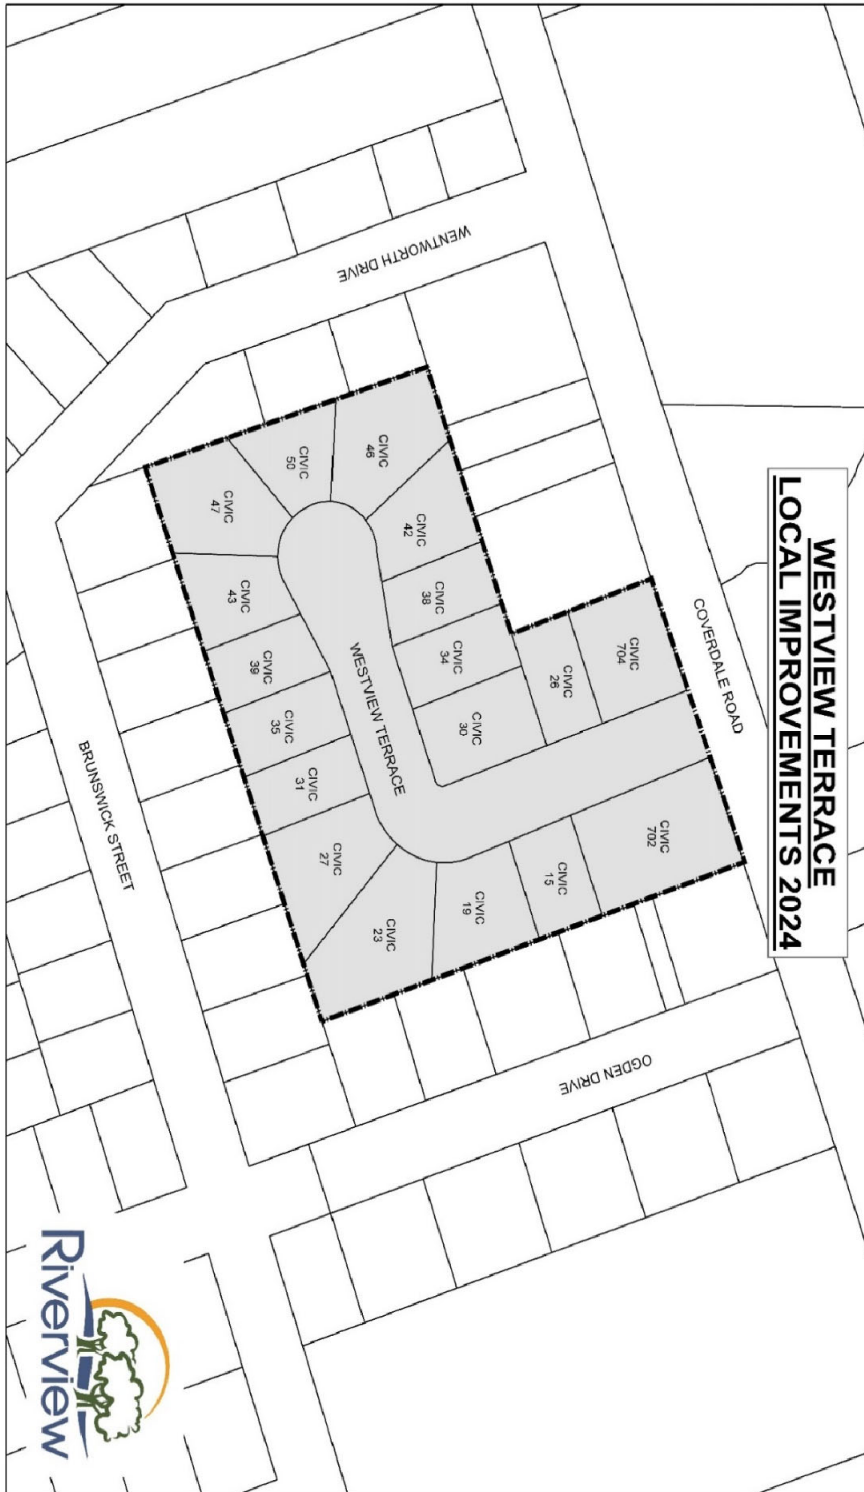 WESTVIEW TERRACE
LOCAL IMPROVEMENTS 2024
COVERDALE ROAD
WENTWORTH DRIVE
CIVIC
704
CIVIC
26
CIVIC
702
CIVIC
46
CIVIC
42
CIVIC
38
CIVIC
34
CIVIC
30
CIVIC
15
CIVIC
50
CIVIC
19
WESTVIEW TERRACE
CIVIC
47
CIVIC
43
CIVIC
39
CIVIC
35
CIVIC
31
CIVIC
27
CIVIC
23
OGDEN DRIVE
BRUNSWICK STREET
Riverview